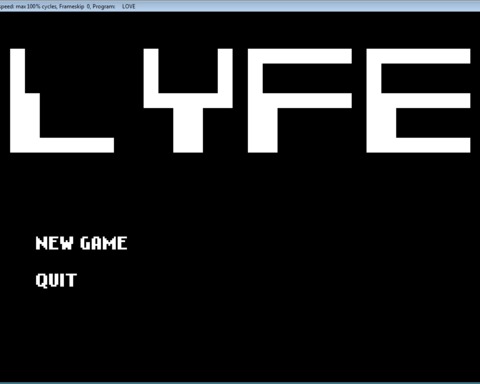 speed: max 100% cycles, Frameskip 0, Program: LOVE
LYFE
NEW GAME
QUIT